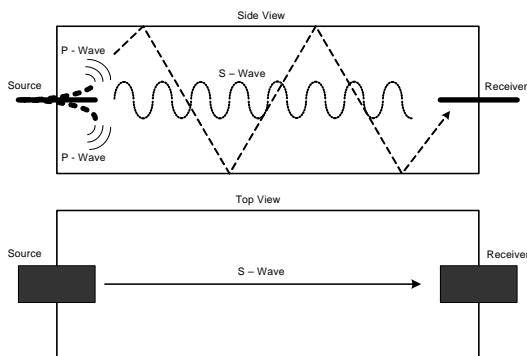 Side View
P - Wave
Source
S – Wave
Receiver
P - Wave
Top View
Source
Receiver
S – Wave